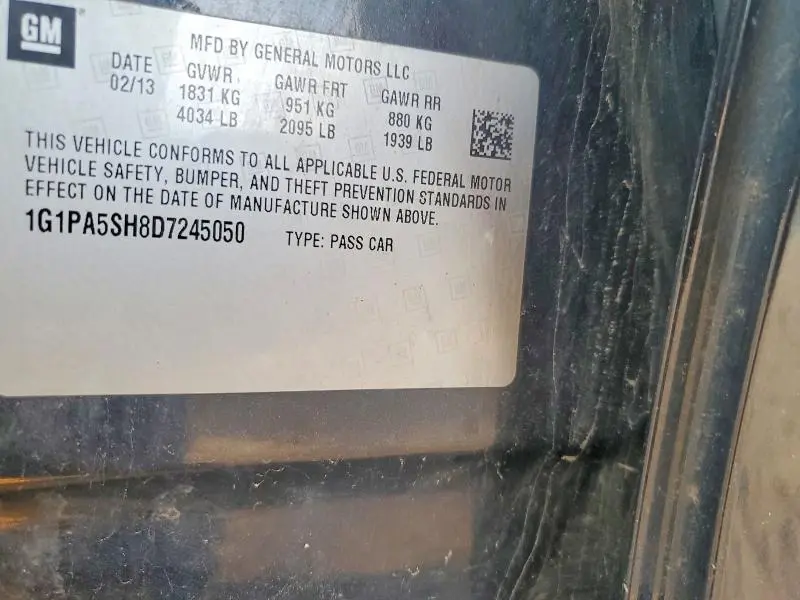 GM
MFD BY GENERAL MOTORS LLC
DATE GVWR GAWR FRT GAWR RR
02/13 1831 KG 951 KG 880 KG
4034 LB 2095 LB 1939 LB
THIS VEHICLE CONFORMS TO ALL APPLICABLE U.S. FEDERAL MOTOR
VEHICLE SAFETY, BUMPER, AND THEFT PREVENTION STANDARDS IN
EFFECT ON THE DATE OF MANUFACTURE SHOWN ABOVE.
1G1PA5SH8D7245050 TYPE: PASS CAR